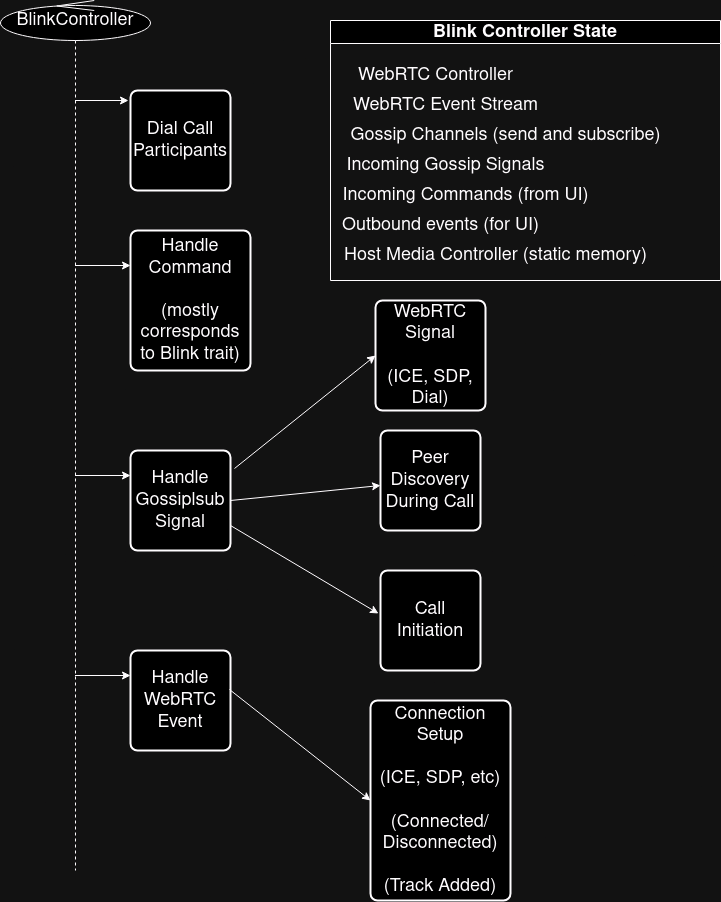 BlinkController
Blink Controller State
WebRTC Controller
WebRTC Event Stream
Gossip Channels (send and subscribe)
Incoming Gossip Signals
Incoming Commands (from UI)
Outbound events (for UI)
Host Media Controller (static memory)
Dial Call
Participants
Handle
Command
(mostly
corresponds
to Blink trait)
Handle
Gossiplsub
Signal
WebRTC
Signal
(ICE, SDP,
Dial)
Peer
Discovery
During Call
Call
Initiation
Handle
WebRTC
Event
Connection
Setup
(ICE, SDP, etc)
(Connected/
Disconnected)
(Track Added)